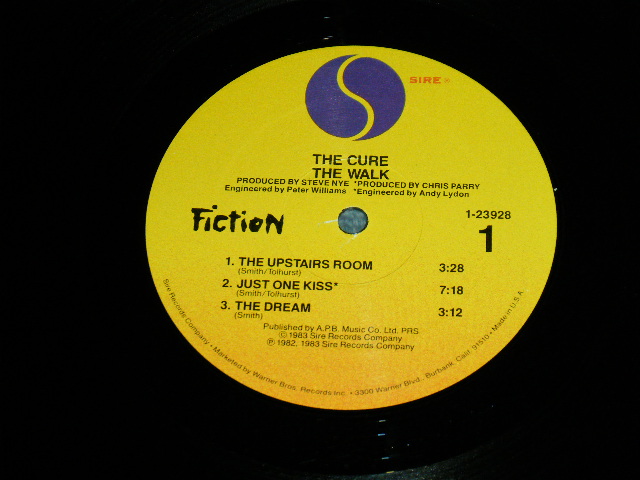 SIRE
THE CURE
THE WALK
PRODUCED BY STEVE NYE *PRODUCED BY CHRIS PARRY
Engineered by Peter Williams *Engineered by Andy Lydon
Fiction
1-23928
1
1. THE UPSTAIRS ROOM 3:28
(Smith/Tolhurst)
2. JUST ONE KISS* 7:18
(Smith/Tolhurst)
3. THE DREAM 3:12
(Smith)
Published by A.P.B. Music Co. Ltd. PRS.
©1983 Sire Records Company
℗ 1982, 1983 Sire Records Company
Sire Records Company • Marketed by Warner Bros. Records Inc. • 3300 Warner Blvd., Burbank, Calif. 91510 • Made in U.S.A.